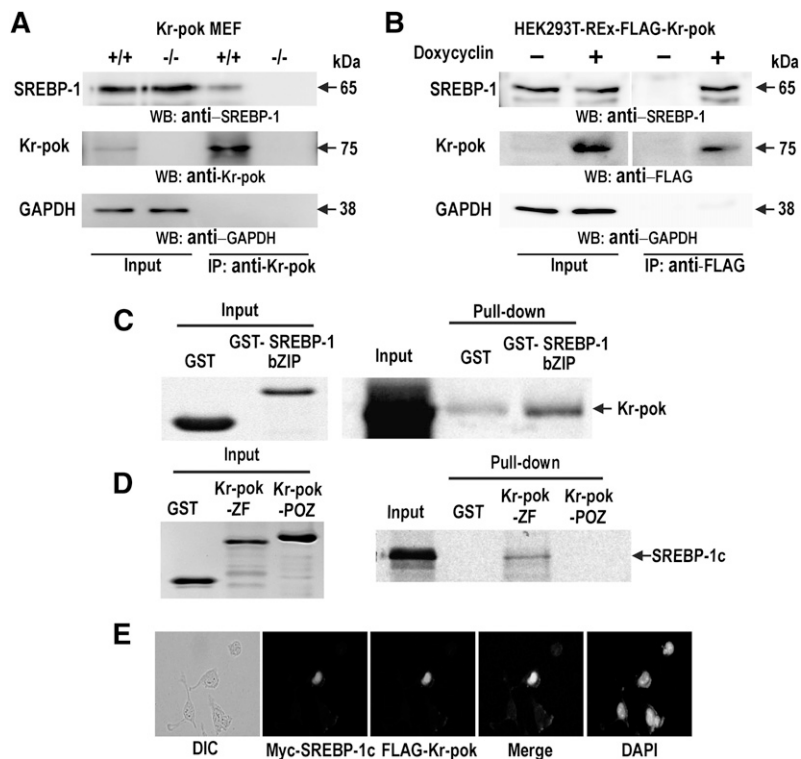 A
Kr-pok MEF
+/+ -/- +/+ -/- kDa
SREBP-1 65
WB: anti–SREBP-1
Kr-pok 75
WB: anti-Kr-pok
GAPDH 38
WB: anti–GAPDH
Input IP: anti-Kr-pok
B
HEK293T-REx-FLAG-Kr-pok
Doxycyclin – + – + kDa
SREBP-1 65
WB: anti–SREBP-1
Kr-pok 75
WB: anti–FLAG
GAPDH 38
WB: anti–GAPDH
Input IP: anti-FLAG
C
Input
GST GST- SREBP-1
bZIP
Pull-down
Input GST GST- SREBP-1
bZIP
Kr-pok
D
Input
GST Kr-pok
-ZF Kr-pok
-POZ
Pull-down
Input GST Kr-pok
-ZF Kr-pok
-POZ
SREBP-1c
E
DIC Myc-SREBP-1c FLAG-Kr-pok Merge DAPI